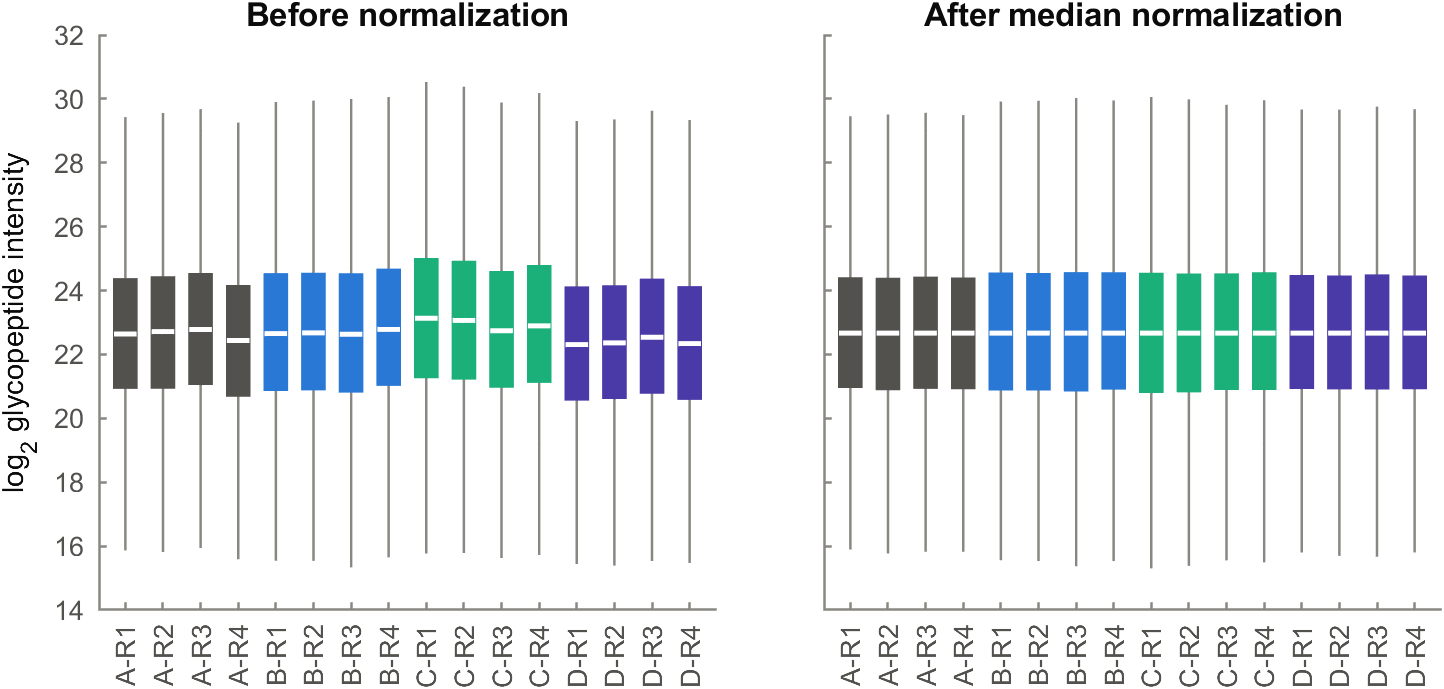 Before normalization
After median normalization
log2 glycopeptide intensity
32
30
28
26
24
22
20
18
16
14
A-R1
A-R2
A-R3
A-R4
B-R1
B-R2
B-R3
B-R4
C-R1
C-R2
C-R3
C-R4
D-R1
D-R2
D-R3
D-R4
A-R1
A-R2
A-R3
A-R4
B-R1
B-R2
B-R3
B-R4
C-R1
C-R2
C-R3
C-R4
D-R1
D-R2
D-R3
D-R4